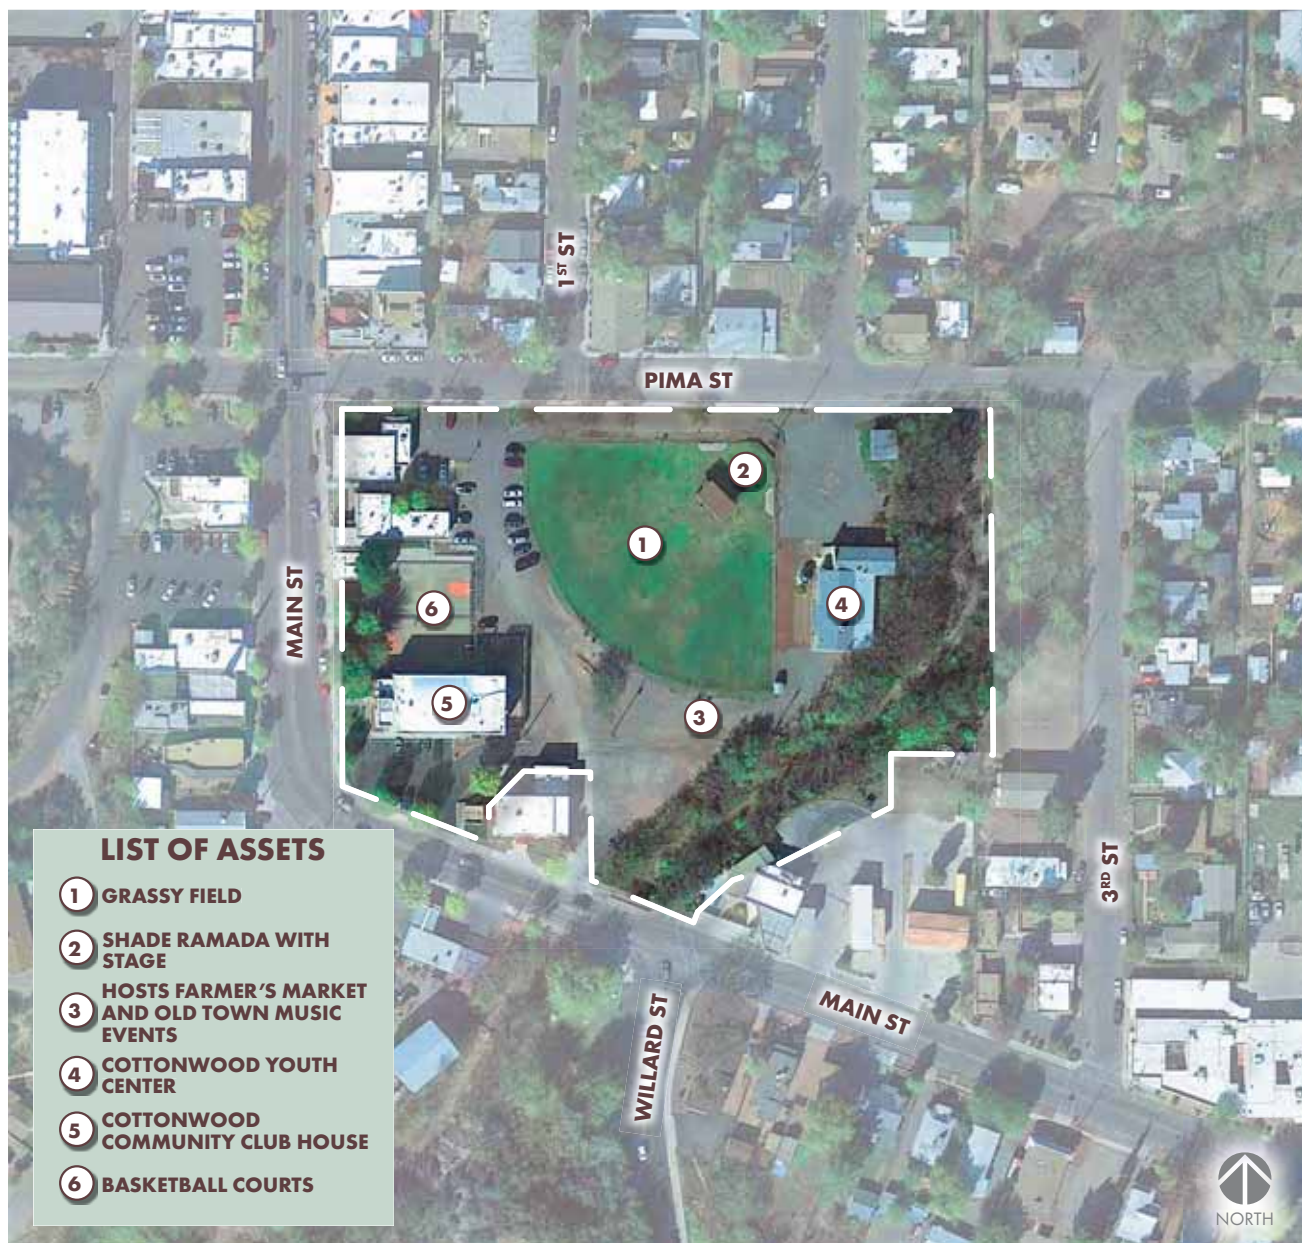 1ST ST
PIMA ST
2
1
MAIN ST
6
4
5
3
LIST OF ASSETS
1 GRASSY FIELD
2 SHADE RAMADA WITH
STAGE
3 HOSTS FARMER'S MARKET
AND OLD TOWN MUSIC
EVENTS
4 COTTONWOOD YOUTH
CENTER
5 COTTONWOOD
COMMUNITY CLUB HOUSE
6 BASKETBALL COURTS
3RD ST
MAIN ST
WILLARD ST
NORTH